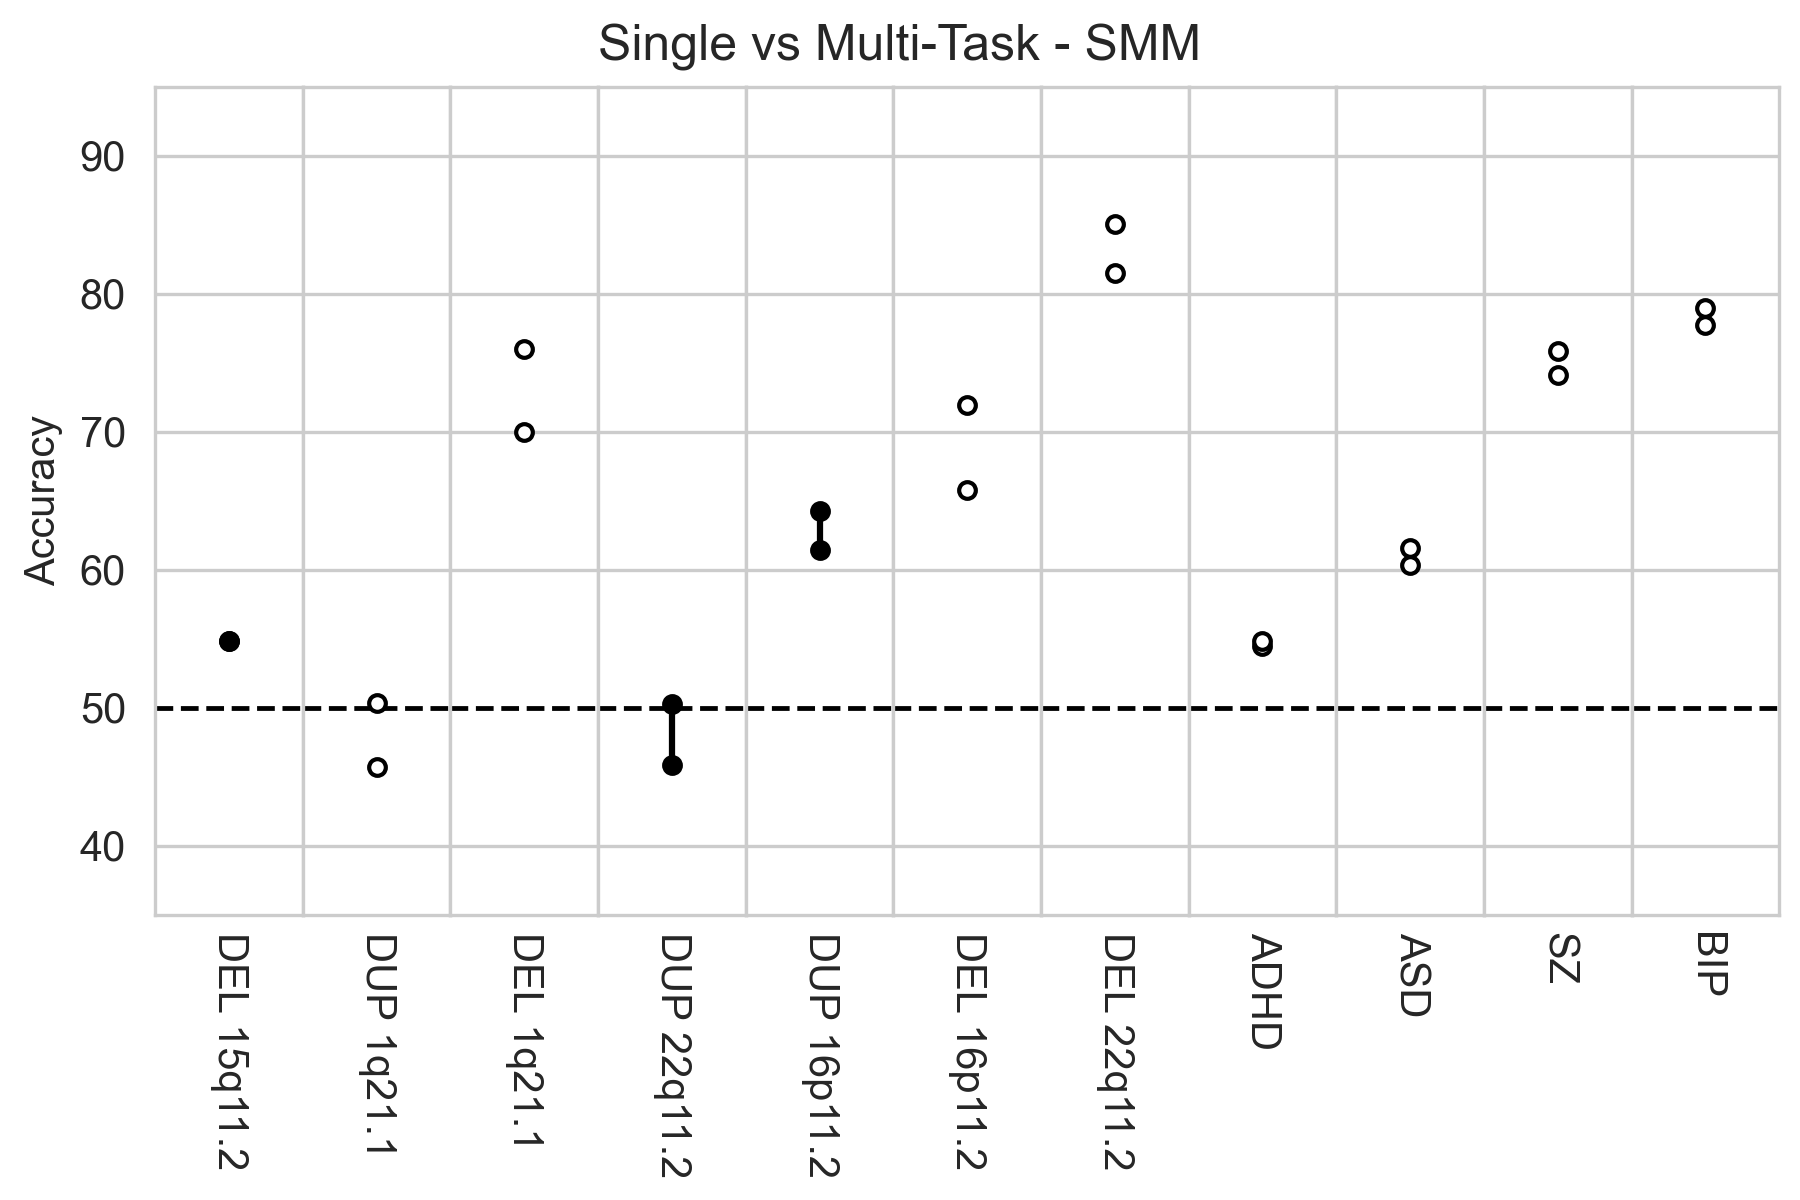 Single vs Multi-Task - SMM
Accuracy
90
80
70
60
50
40
DEL 15q11.2
DUP 1q21.1
DEL 1q21.1
DUP 22q11.2
DUP 16p11.2
DEL 16p11.2
DEL 22q11.2
ADHD
ASD
SZ
BIP